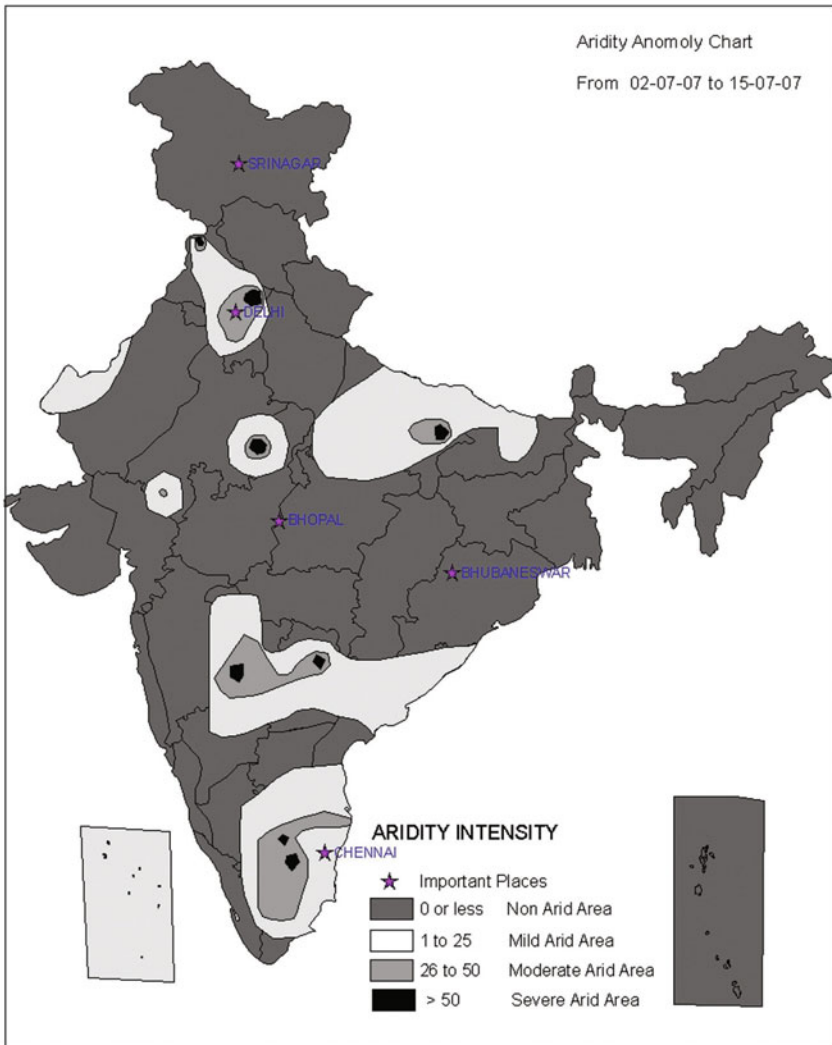 Aridity Anomoly Chart
From 02-07-07 to 15-07-07
SRINAGAR
DELHI
BHOPAL
BHUBANESWAR
CHENNAI
ARIDITY INTENSITY
Important Places
0 or less Non Arid Area
1 to 25 Mild Arid Area
26 to 50 Moderate Arid Area
> 50 Severe Arid Area